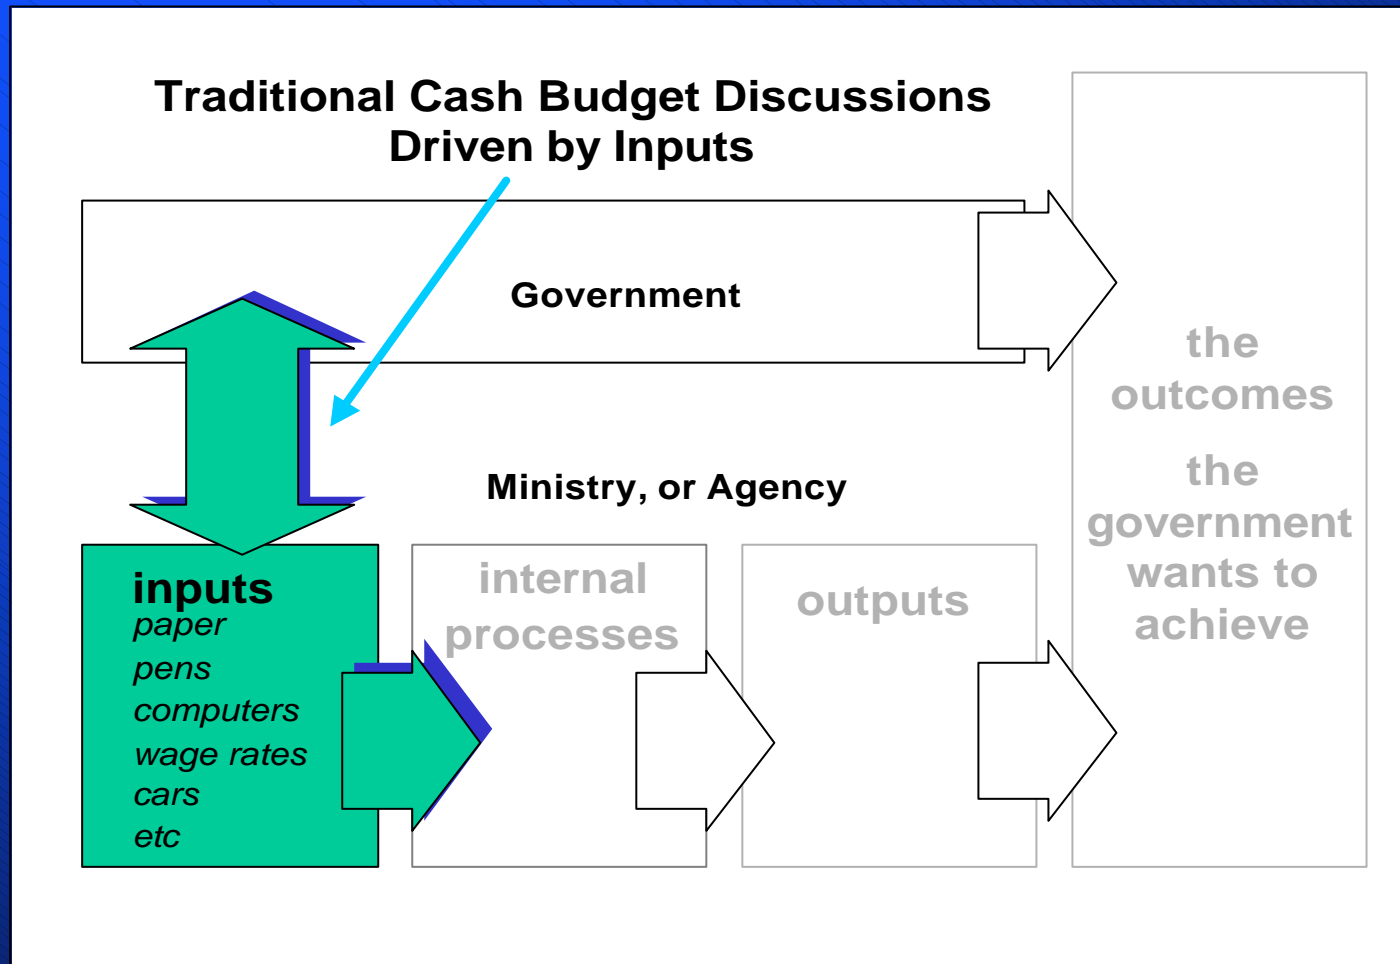 Traditional Cash Budget Discussions
Driven by Inputs
Government
Ministry, or Agency
inputs
paper
pens
computers
wage rates
cars
etc
internal
processes
outputs
the
outcomes
the
government
wants to
achieve